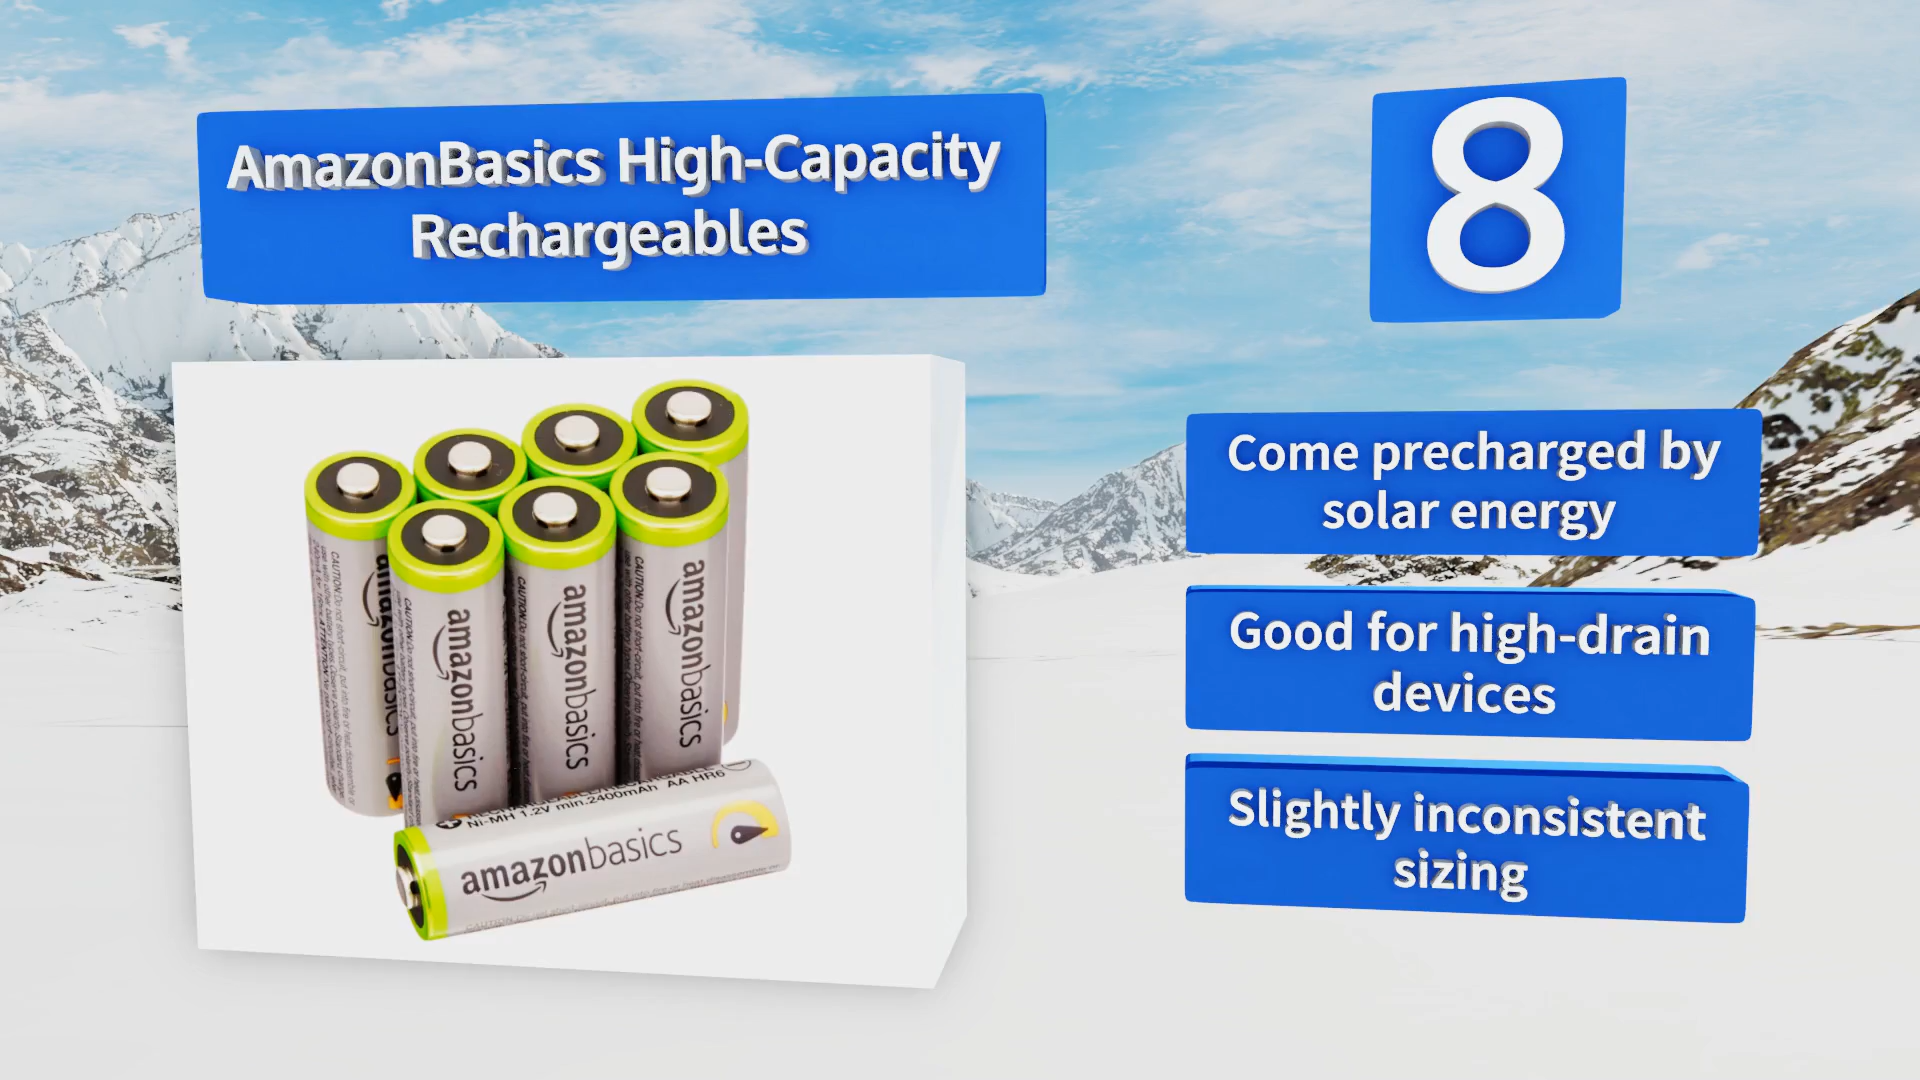 AmazonBasics High-Capacity
Rechargeables
8
Come precharged by
solar energy
Good for high-drain
devices
Slightly inconsistent
sizing
amazonbasics
amazonbasics
amazonbasics
amazonbasics
Ni-MH 1.2V min.2400mAh AA HR6
amazonbasics